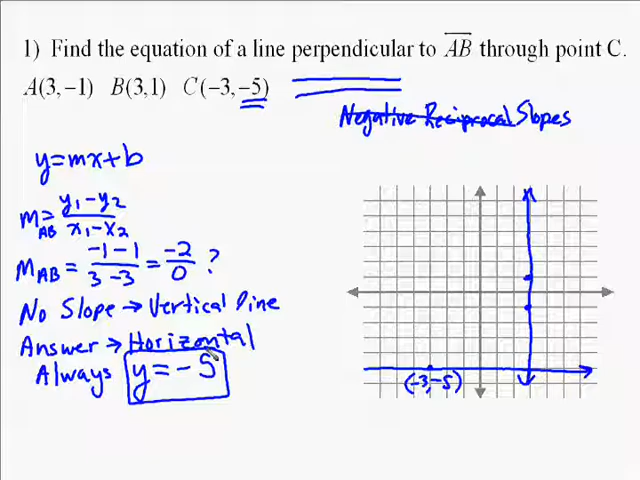 1) Find the equation of a line perpendicular to AB through point C.
A(3,−1) B(3,1) C(−3,−5)
Negative Reciprocal Slopes
y=mx+b
m_AB = y₁−y₂ / x₁−x₂
m_AB = −1−1 / 3−3 = −2/0 ?
No Slope → Vertical line
Answer → Horizontal
Always y=−5
(−3,−5)